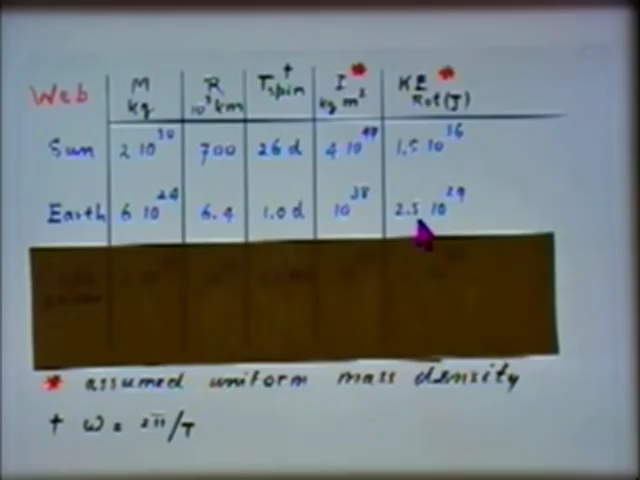 Web M kg R 10³ km T spin † I * kg m² KE * Rot (J)
Sun 2 10³⁰ 700 26 d 4 10⁴⁷ 1.5 10³⁶
Earth 6 10²⁴ 6.4 1.0 d 10³⁸ 2.5 10²⁹
* assumed uniform mass density
† ω = 2π/T